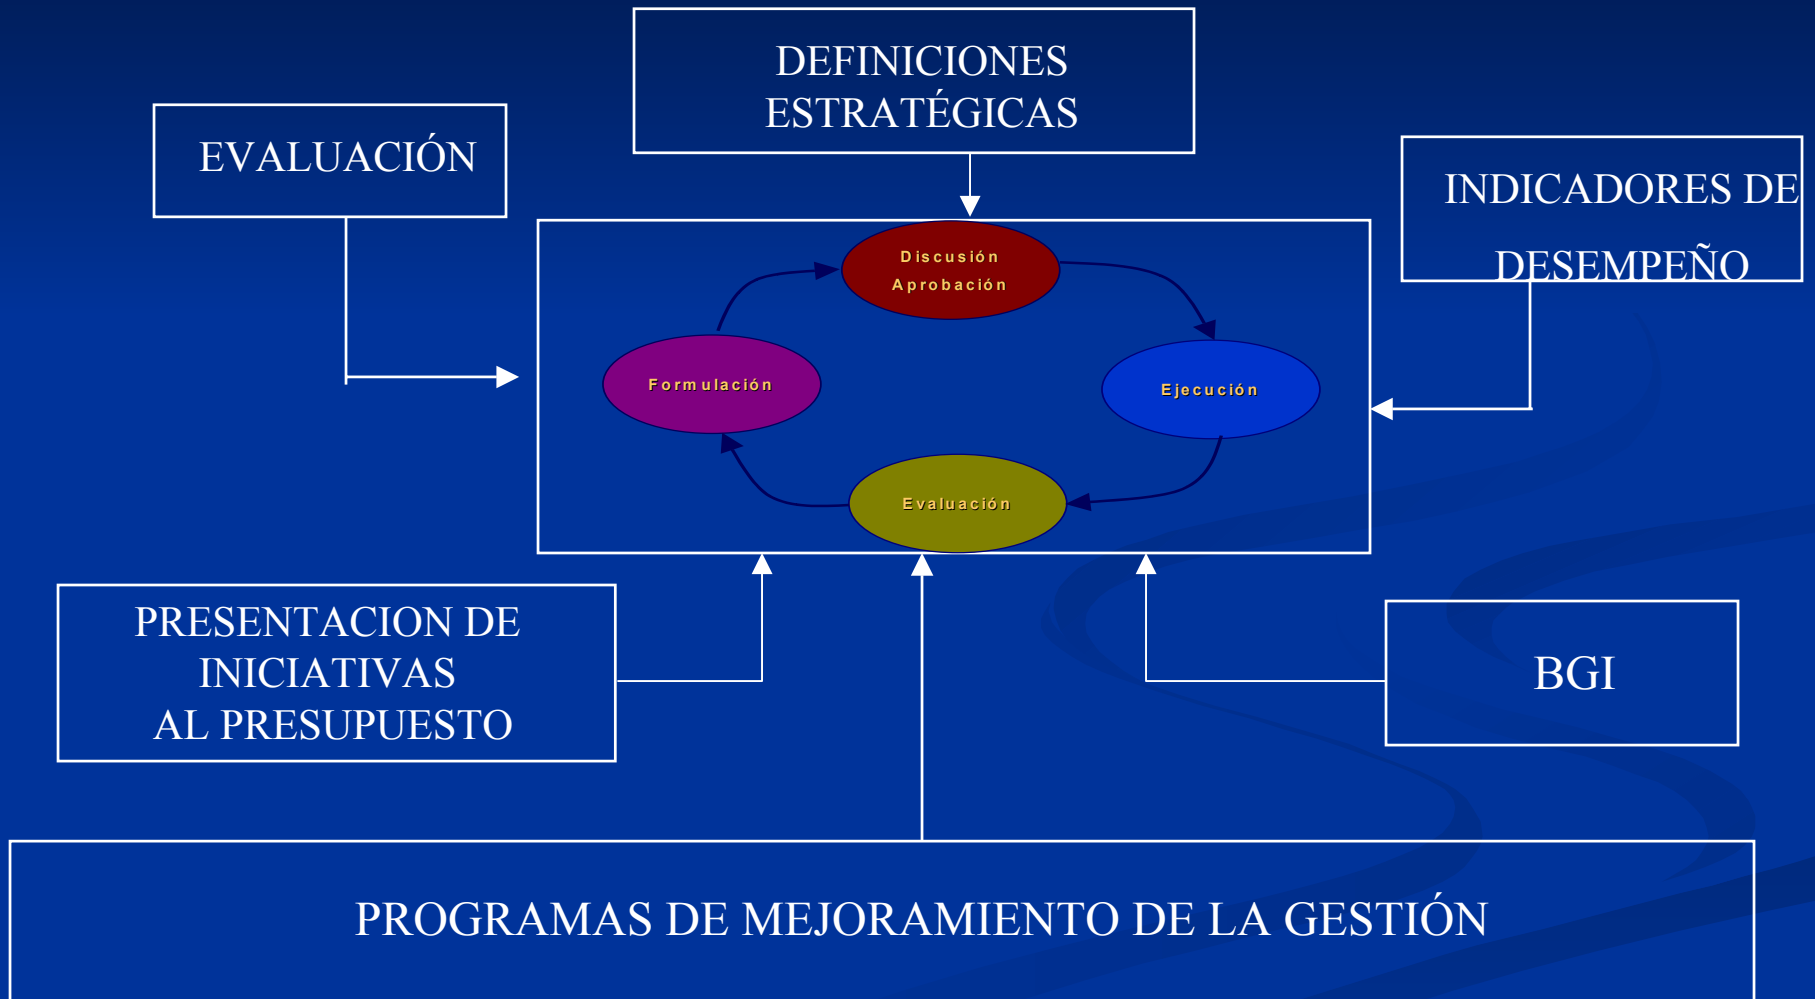 DEFINICIONES
ESTRATÉGICAS
EVALUACIÓN
INDICADORES DE
DESEMPEÑO
Discusión
Aprobación
Formulación
Ejecución
Evaluación
PRESENTACION DE
INICIATIVAS
AL PRESUPUESTO
BGI
PROGRAMAS DE MEJORAMIENTO DE LA GESTIÓN